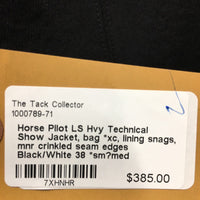 The Tack Collector
1000789-71
Horse Pilot LS Hvy Technical
Show Jacket, bag *xc, lining snags,
mnr crinkled seam edges
Black/White 38 *sm?med
7XHNHR
$385.00